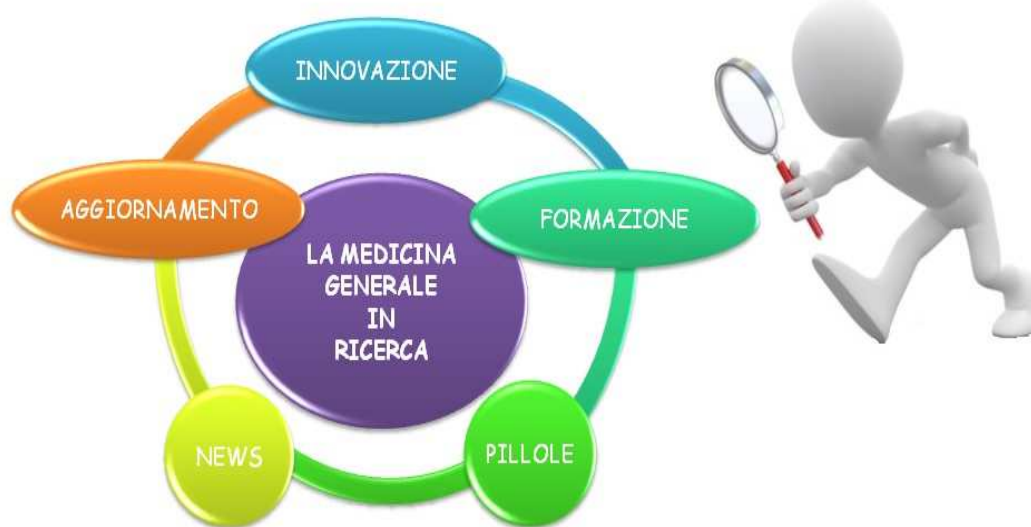 INNOVAZIONE
AGGIORNAMENTO
FORMAZIONE
LA MEDICINA
GENERALE
IN
RICERCA
NEWS
PILLOLE